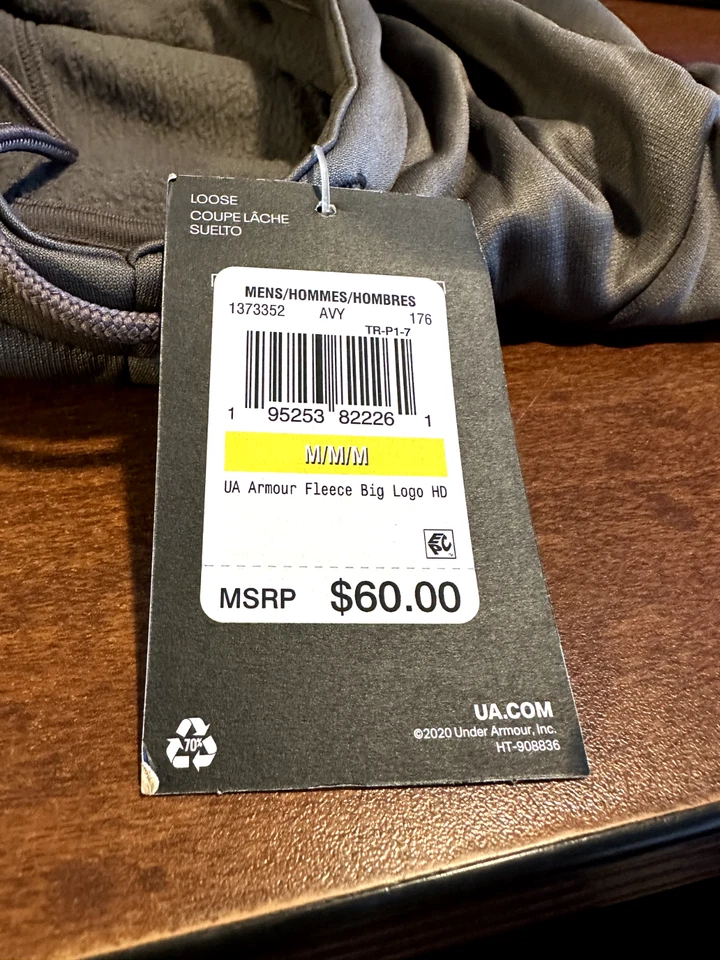 LOOSE
COUPE LÂCHE
SUELTO
MENS/HOMMES/HOMBRES
1373352 AVY 176
TR-P1-7
1 95253 82226 1
M/M/M
UA Armour Fleece Big Logo HD
EPC
MSRP $60.00
70%
UA.COM
©2020 Under Armour, Inc.
HT-908836